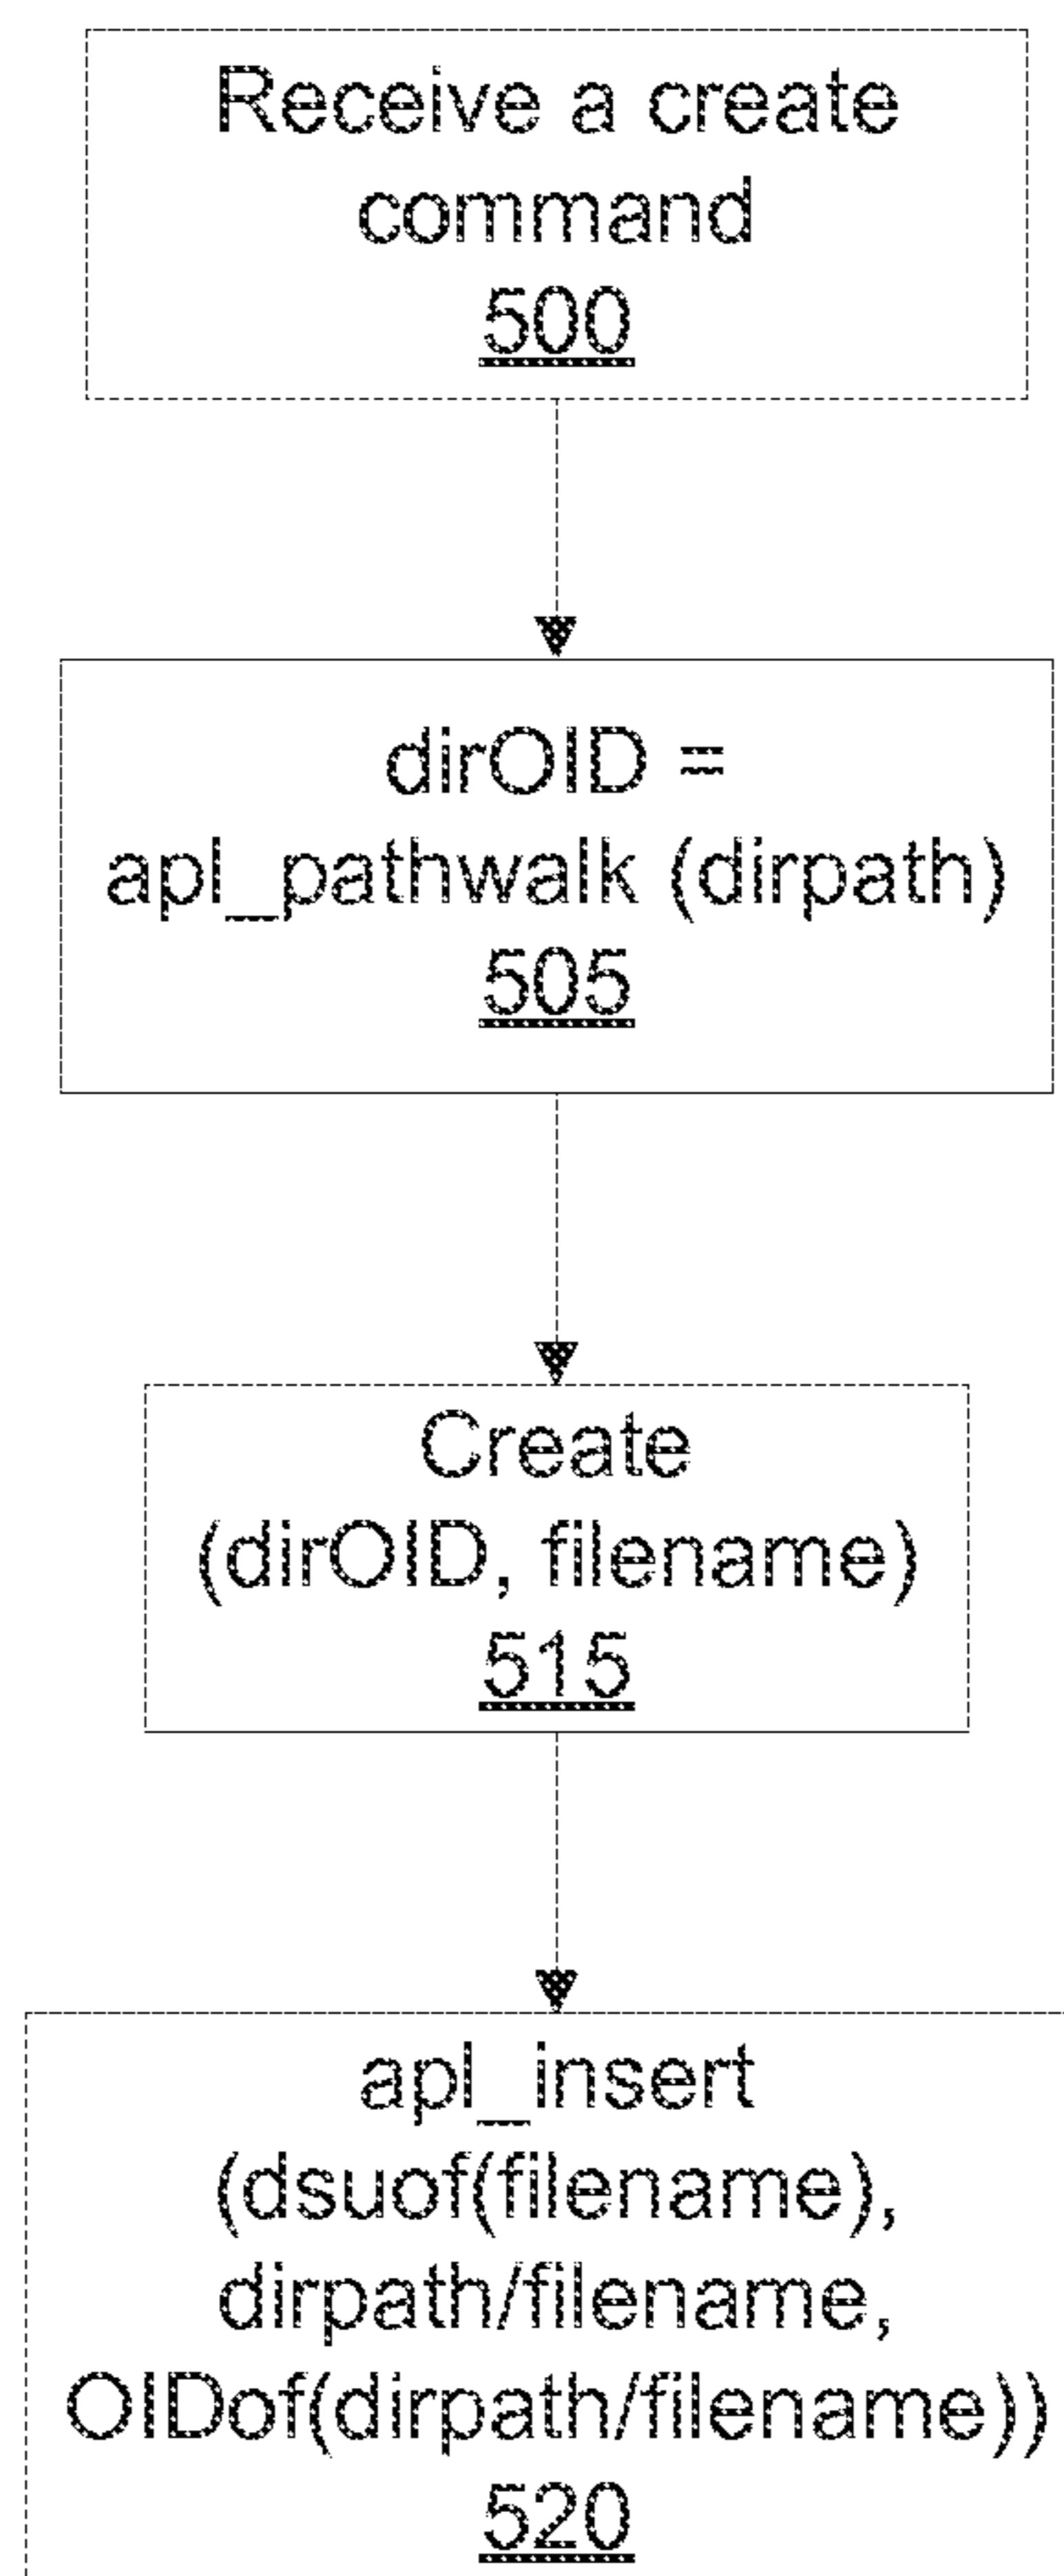 Receive a create
command
500
dirOID =
apl_pathwalk (dirpath)
505
Create
(dirOID, filename)
515
apl_insert
(dsuof(filename),
dirpath/filename,
OIDof(dirpath/filename))
520